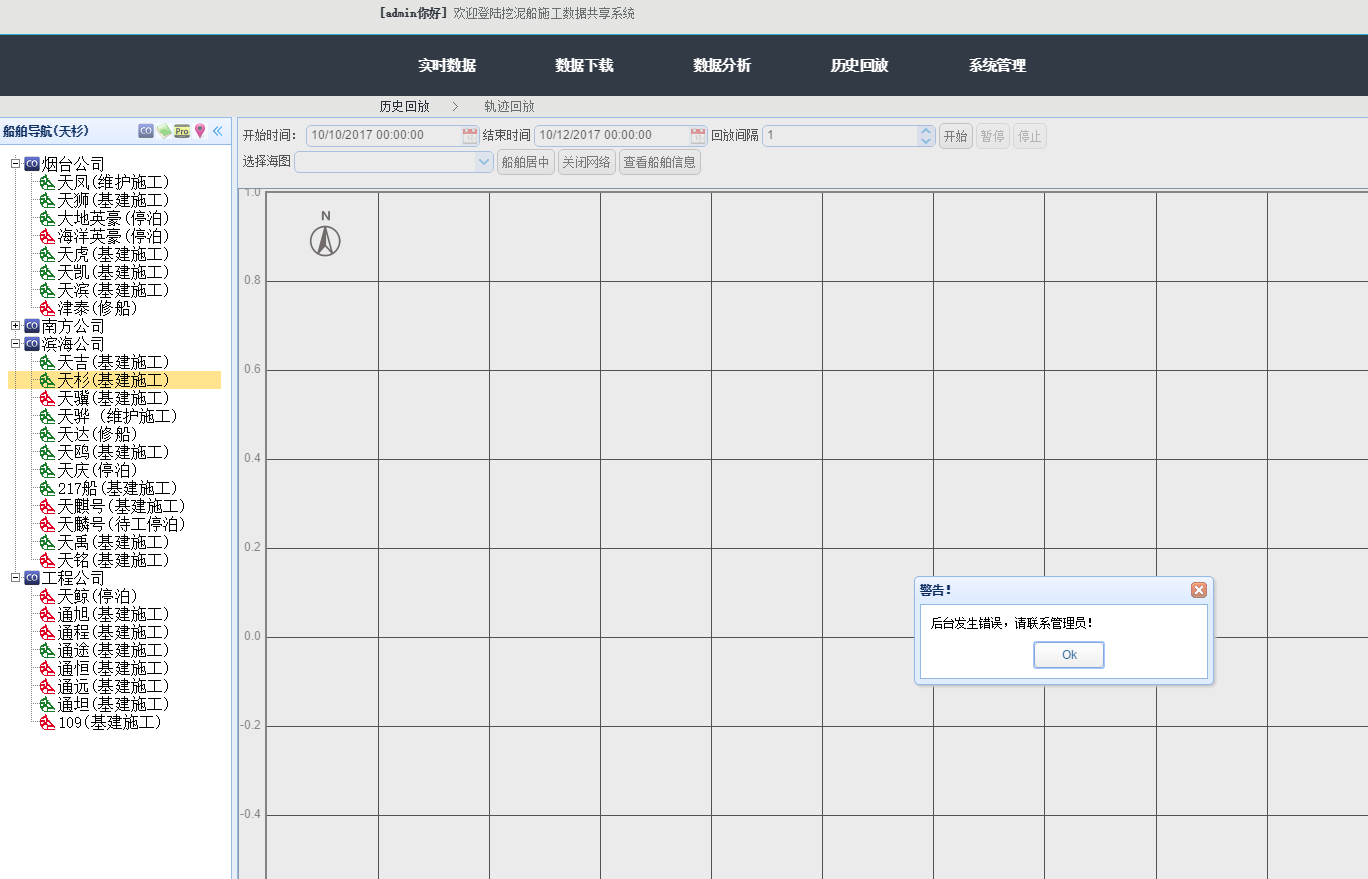 [admin你好] 欢迎登陆挖泥船施工数据共享系统
实时数据 数据下载 数据分析 历史回放 系统管理
历史回放 > 轨迹回放
船舶导航(天杉) CO Pro «
开始时间: 10/10/2017 00:00:00 结束时间 10/12/2017 00:00:00 回放间隔 1 开始 暂停 停止
选择海图 船舶居中 关闭网络 查看船舶信息
CO 烟台公司
天凤(维护施工)
天狮(基建施工)
大地英豪(停泊)
海洋英豪(停泊)
天虎(基建施工)
天凯(基建施工)
天滨(基建施工)
津泰(修船)
CO 南方公司
CO 滨海公司
天吉(基建施工)
天杉(基建施工)
天骥(基建施工)
天骅 (维护施工)
天达(修船)
天鸥(基建施工)
天庆(停泊)
217船(基建施工)
天麒号(基建施工)
天麟号(待工停泊)
天禹(基建施工)
天铭(基建施工)
CO 工程公司
天鲸(停泊)
通旭(基建施工)
通程(基建施工)
通途(基建施工)
通恒(基建施工)
通远(基建施工)
通坦(基建施工)
109(基建施工)
1.0
N
0.8
0.6
0.4
0.2
0.0
-0.2
-0.4
警告!
后台发生错误，请联系管理员!
Ok